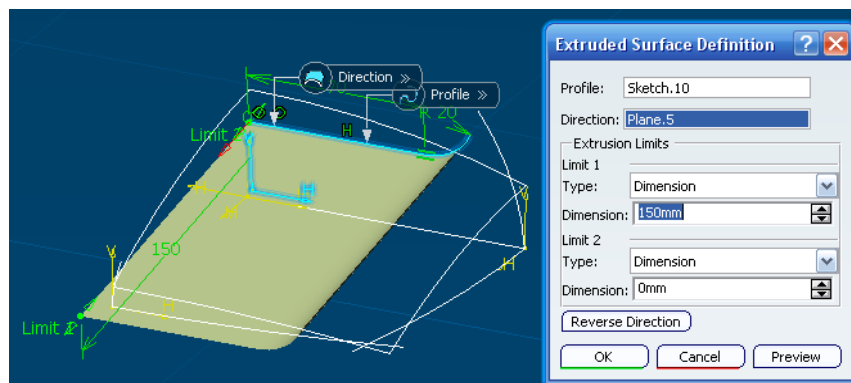 Direction »
Profile »
R 20
H
Limit 2
H
H
V
V
150
H
H
Limit
Extruded Surface Definition
Profile: Sketch.10
Direction: Plane.5
Extrusion Limits
Limit 1
Type: Dimension
Dimension: 150mm
Limit 2
Type: Dimension
Dimension: 0mm
Reverse Direction
OK Cancel Preview